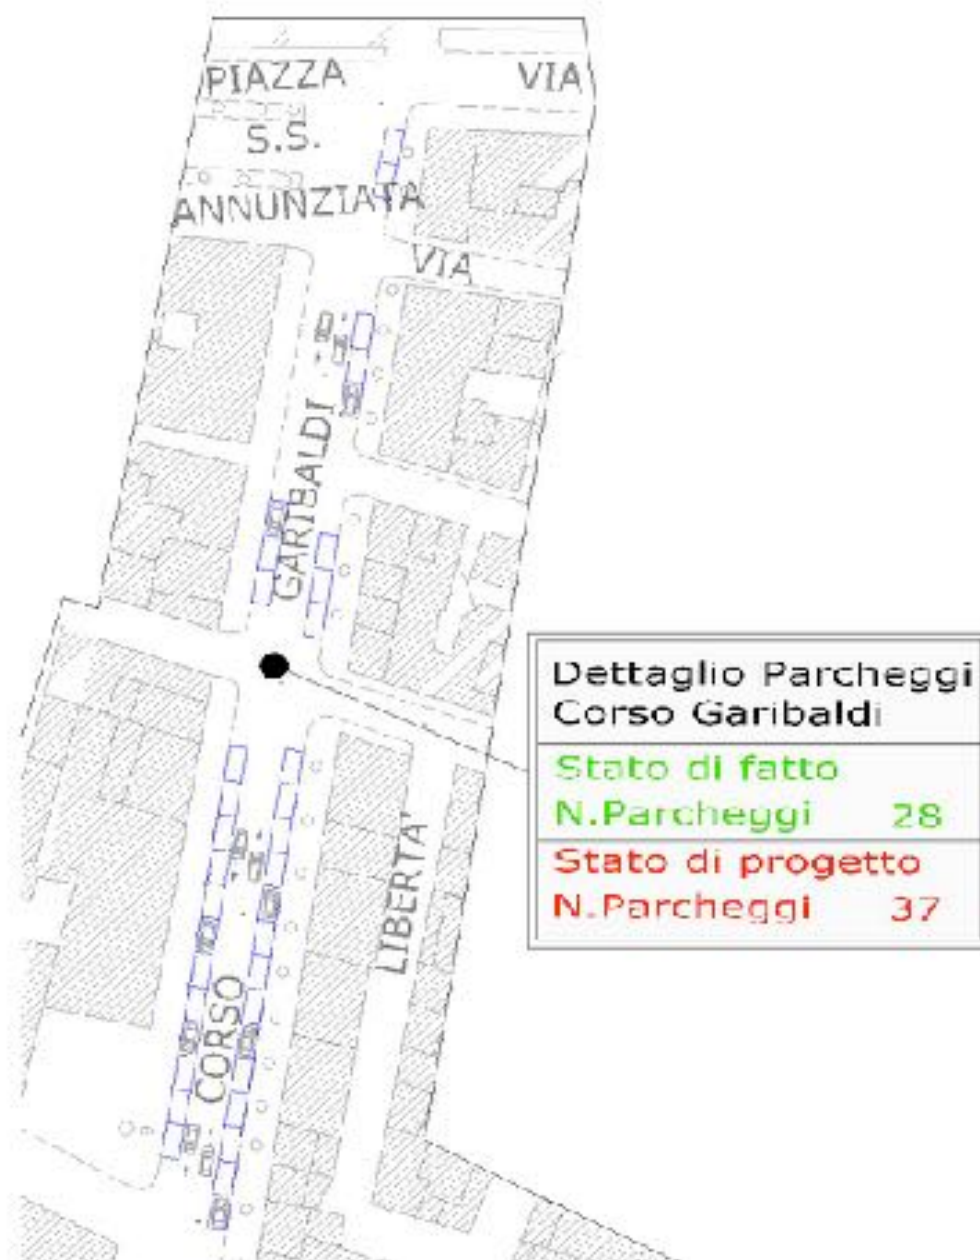 PIAZZA
VIA
S.S.
ANNUNZIATA
VIA
GARIBALDI
Dettaglio Parcheggi
Corso Garibaldi
Stato di fatto
N.Parcheggi 28
Stato di progetto
N.Parcheggi 37
LIBERTA'
CORSO